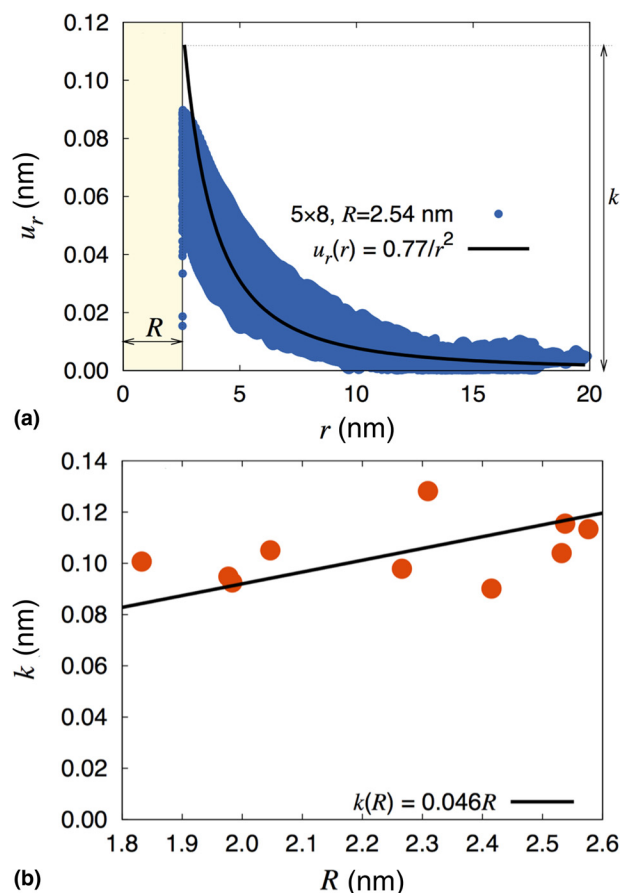 0.12
0.10
0.08
0.06
0.04
0.02
0.00
u_r (nm)
k
5×8, R=2.54 nm
u_r(r) = 0.77/r²
R
0 5 10 15 20
(a)
r (nm)
0.14
0.12
0.10
0.08
0.06
0.04
0.02
0.00
k (nm)
k(R) = 0.046R
1.8 1.9 2.0 2.1 2.2 2.3 2.4 2.5 2.6
(b)
R (nm)